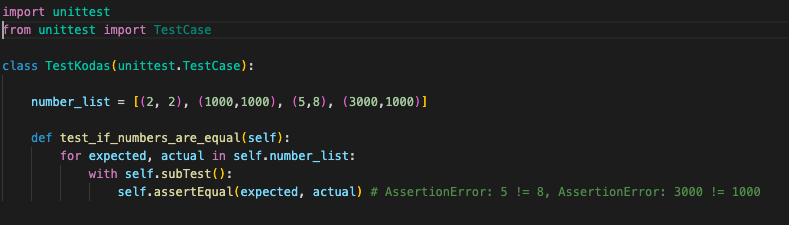 import unittest
from unittest import TestCase
class TestKodas(unittest.TestCase):
number_list = [(2, 2), (1000,1000), (5,8), (3000,1000)]
def test_if_numbers_are_equal(self):
for expected, actual in self.number_list:
with self.subTest():
self.assertEqual(expected, actual) # AssertionError: 5 != 8, AssertionError: 3000 != 1000